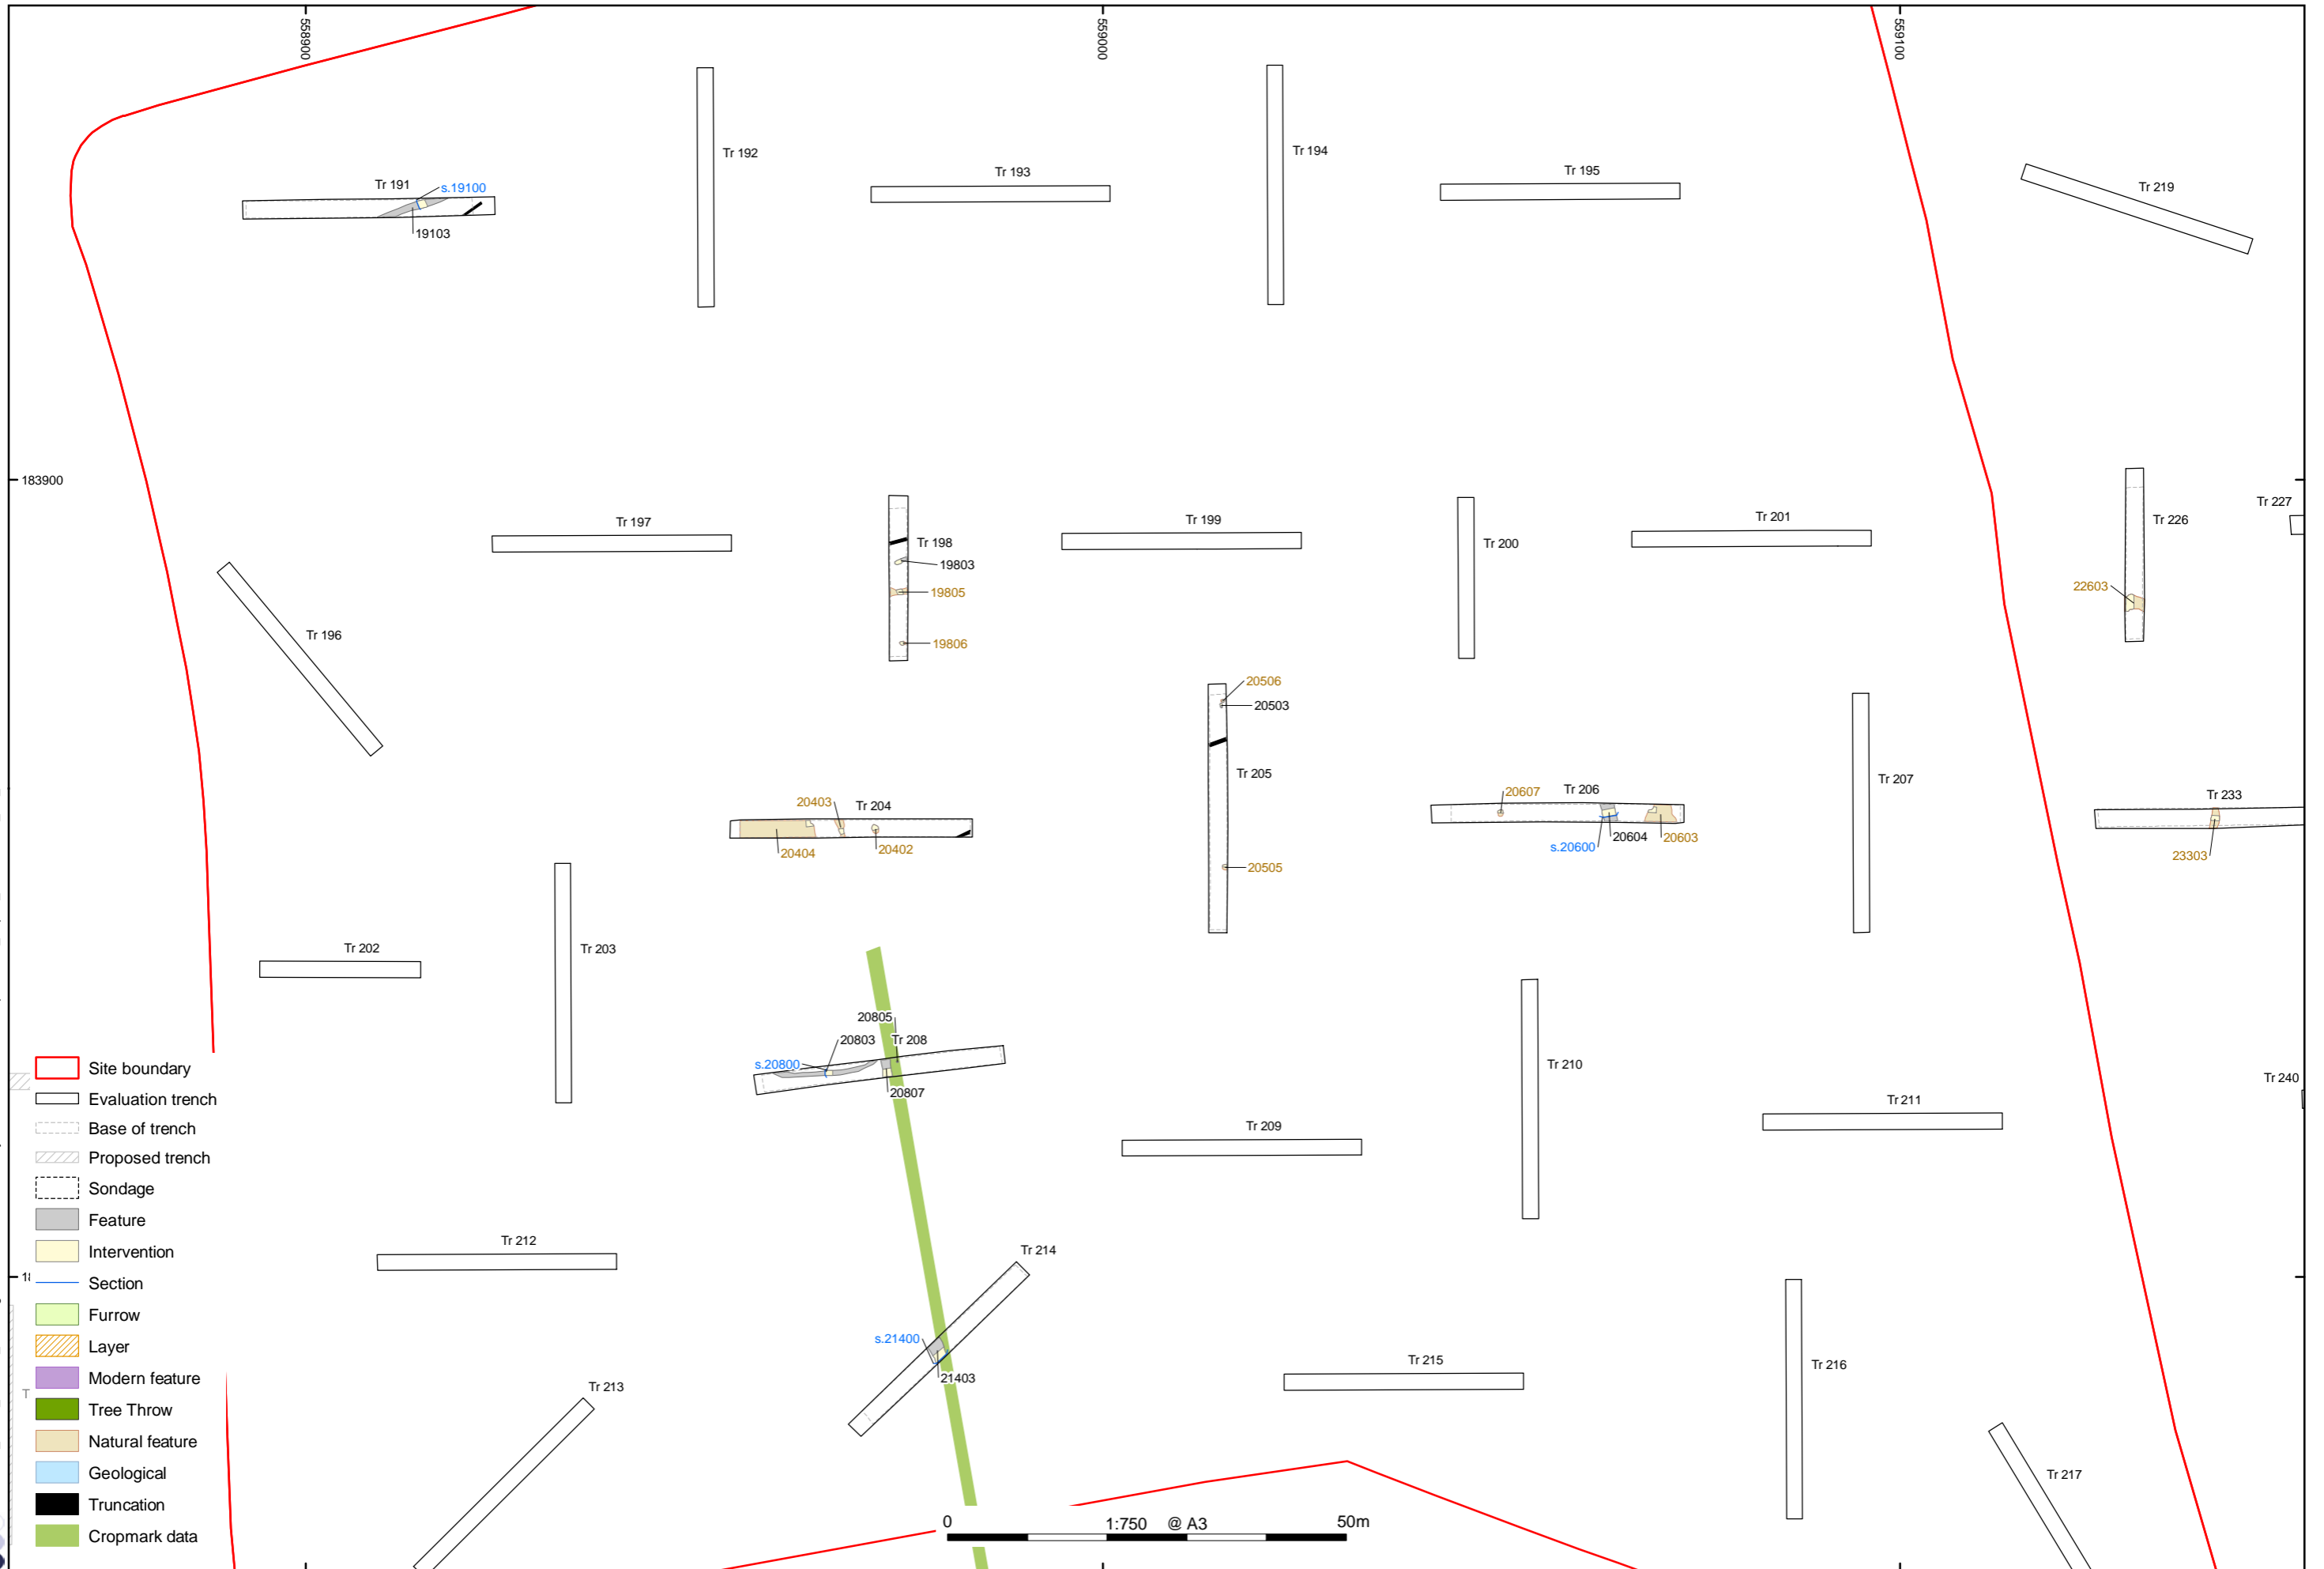 558900
559000
559100
Tr 192
Tr 194
Tr 193
Tr 195
Tr 191
s.19100
Tr 219
19103
183900
Tr 197
Tr 198
Tr 199
Tr 200
Tr 201
Tr 226
Tr 227
19803
19805
22603
Tr 196
19806
20506
20503
Tr 205
Tr 207
20403
Tr 204
20607
Tr 206
Tr 233
20404
20402
20604
20603
s.20600
23303
20505
Tr 202
Tr 203
20805
20803
Tr 208
s.20800
20807
Tr 210
Tr 240
Tr 211
Tr 209
Tr 212
Tr 214
s.21400
21403
Tr 215
Tr 216
Tr 213
Tr 217
Site boundary
Evaluation trench
Base of trench
Proposed trench
Sondage
Feature
Intervention
Section
Furrow
Layer
Modern feature
Tree Throw
Natural feature
Geological
Truncation
Cropmark data
0 1:750 @ A3 50m